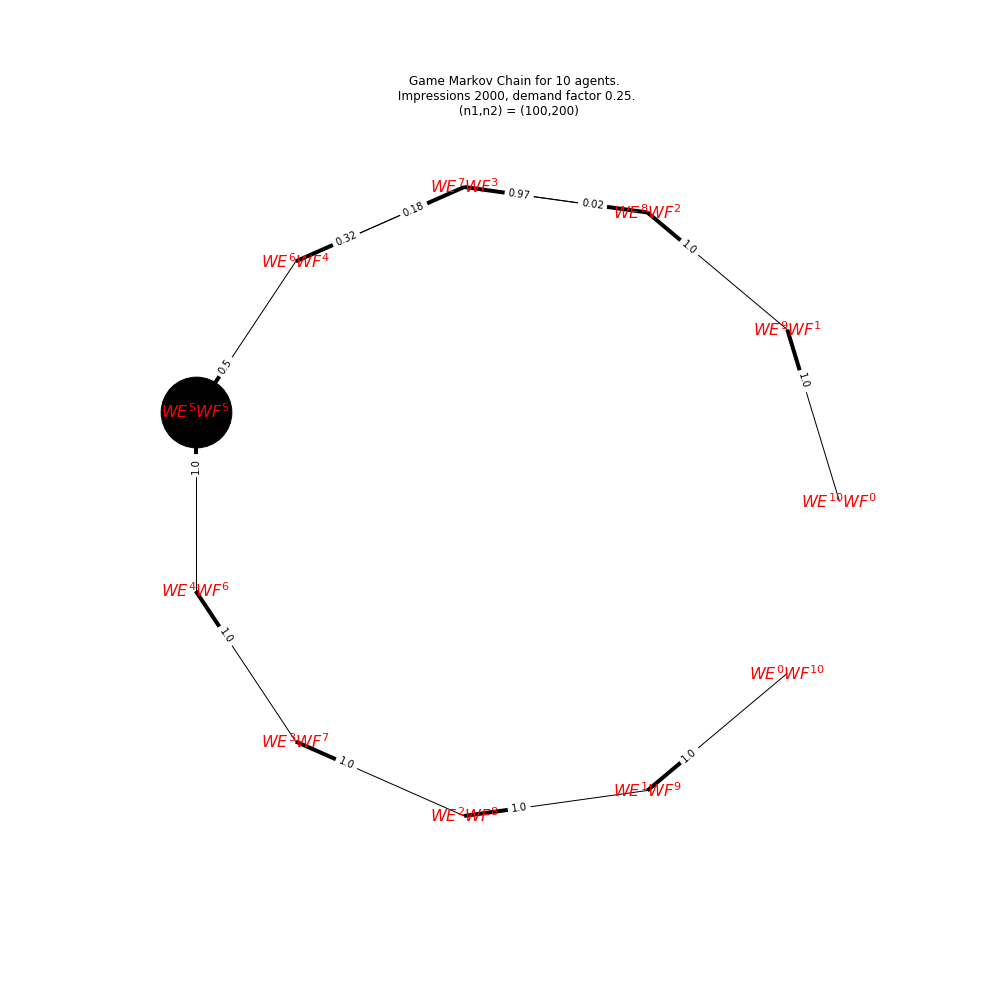 Game Markov Chain for 10 agents.
Impressions 2000, demand factor 0.25.
(n1,n2) = (100,200)
WE^7WF^3
0.97
0.02
WE^8WF^2
0.18
0.32
1.0
WE^6WF^4
WE^9WF^1
0.5
1.0
WE^5WF^5
1.0
WE^10WF^0
WE^4WF^6
1.0
WE^0WF^10
WE^3WF^7
1.0
1.0
WE^1WF^9
WE^2WF^8
1.0